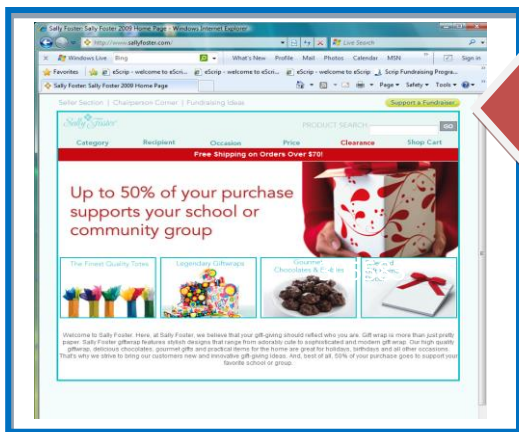 Sally Foster: Sally Foster 2009 Home Page - Windows Internet Explorer
http://www.sallyfoster.com/
Live Search
Windows Live Bing What's New Profile Mail Photos Calendar MSN Sign in
Favorites eScrip - welcome to eScri... eScrip - welcome to eScri... eScrip - welcome to eScrip Scrip Fundraising Progra...
Sally Foster: Sally Foster 2009 Home Page Page Safety Tools
Seller Section | Chairperson Corner | Fundraising Ideas Support a Fundraiser
Sally Foster PRODUCT SEARCH: GO
Category Recipient Occasion Price Clearance Shop Cart
Free Shipping on Orders Over $70!
Up to 50% of your purchase
supports your school or
community group
The Finest Quality Totes Legendary Giftwraps Gourmet
Chocolates &
Welcome to Sally Foster. Here, at Sally Foster, we believe that your gift-giving should reflect who you are. Gift wrap is more than just pretty
paper. Sally Foster giftwrap features stylish designs that range from adorably cute to sophisticated and modern gift wrap. Our high quality
giftwrap, delicious chocolates, gourmet gifts and practical items for the home are great for holidays, birthdays and all other occasions.
That's why we strive to bring our customers new and innovative gift-giving ideas. And, best of all, 50% of your purchase goes to support your
favorite school or group.